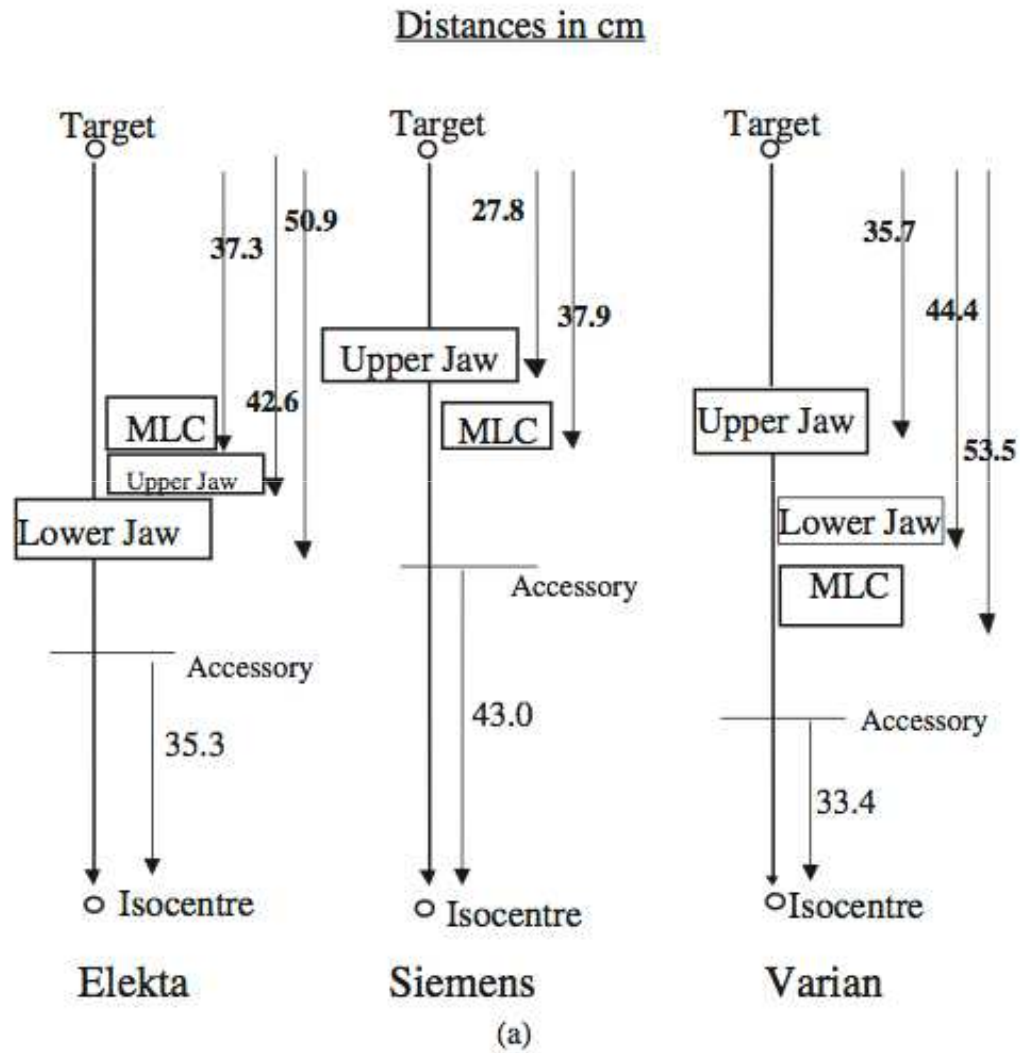 Distances in cm
Target
50.9
37.3
42.6
MLC
Upper Jaw
Lower Jaw
Accessory
35.3
Isocentre
Elekta
Target
27.8
37.9
Upper Jaw
MLC
Accessory
43.0
Isocentre
Siemens
Target
35.7
44.4
Upper Jaw
53.5
Lower Jaw
MLC
Accessory
33.4
Isocentre
Varian
(a)